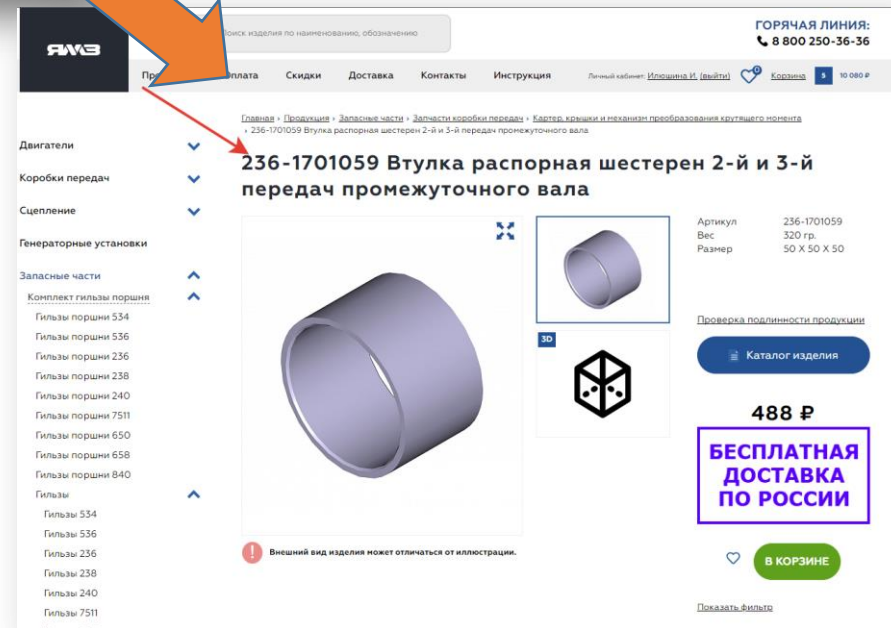 ЯМЗ
Поиск изделия по наименованию, обозначению
ГОРЯЧАЯ ЛИНИЯ:
8 800 250-36-36
Оплата Скидки Доставка Контакты Инструкция Личный кабинет: Илюшина И. (выйти) 0 Корзина 5 10 080 ₽
Главная › Продукция › Запасные части › Запчасти коробки передач › Картер, крышки и механизм преобразования крутящего момента
› 236-1701059 Втулка распорная шестерен 2-й и 3-й передач промежуточного вала
236-1701059 Втулка распорная шестерен 2-й и 3-й
передач промежуточного вала
Двигатели
Коробки передач
Сцепление
Генераторные установки
Запасные части
Комплект гильзы поршня
Гильзы поршни 534
Гильзы поршни 536
Гильзы поршни 236
Гильзы поршни 238
Гильзы поршни 240
Гильзы поршни 7511
Гильзы поршни 650
Гильзы поршни 658
Гильзы поршни 840
Гильзы
Гильзы 534
Гильзы 536
Гильзы 236
Гильзы 238
Гильзы 240
Гильзы 7511
3D
! Внешний вид изделия может отличаться от иллюстрации.
Артикул 236-1701059
Вес 320 гр.
Размер 50 X 50 X 50
Проверка подлинности продукции
Каталог изделия
488 ₽
БЕСПЛАТНАЯ
ДОСТАВКА
ПО РОССИИ
В КОРЗИНЕ
Показать фильтр